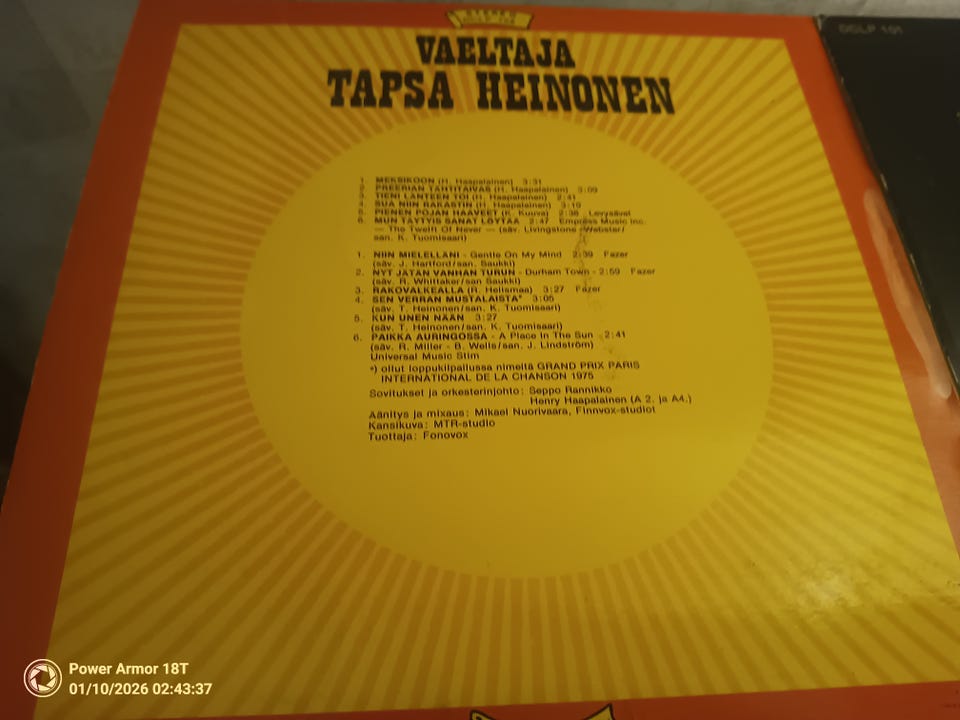 STEREO
VAELTAJA
TAPSA HEINONEN
1. MEKSIKOON (H. Haapalainen) 3:31
2. PREERIAN TÄHTITAIVAS (H. Haapalainen) 3:09
3. TIENI LÄNTEEN TOI (H. Haapalainen) 2:41
4. SUA NIIN RAKASTIN (H. Haapalainen) 3:19
5. PIENEN POJAN HAAVEET (K. Kuuva) 2:38 Levysävel
6. MUN TÄYTYIS SANAT LÖYTÄÄ 2:47 Empress Music Inc.
— The Twelft Of Never — (säv. Livingstone - Webster/
san. K. Tuomisaari)
1. NIIN MIELELLÄNI - Gentle On My Mind 2:39 Fazer
(säv. J. Hartford/san. Saukki)
2. NYT JÄTÄN VANHAN TURUN - Durham Town - 2:59 Fazer
(säv. R. Whittaker/san Saukki)
3. RAKOVALKEALLA (R. Helismaa) 3:27 Fazer
4. SEN VERRAN MUSTALAISTA* 3:05
(säv. T. Heinonen/san. K. Tuomisaari)
5. KUN UNEN NÄÄN 3:27
(säv. T. Heinonen/san. K. Tuomisaari)
6. PAIKKA AURINGOSSA - A Place In The Sun - 2:41
(säv. R. Miller - B. Wells/san. J. Lindström)
Universal Music Stim
*) ollut loppukilpailussa nimeltä GRAND PRIX PARIS
INTERNATIONAL DE LA CHANSON 1975
Sovitukset ja orkesterinjohto: Seppo Rannikko
Henry Haapalainen (A 2. ja A4.)
Äänitys ja mixaus: Mikael Nuorivaara, Finnvox-studiot
Kansikuva: MTR-studio
Tuottaja: Fonovox
101
Power Armor 18T
01/10/2026 02:43:37